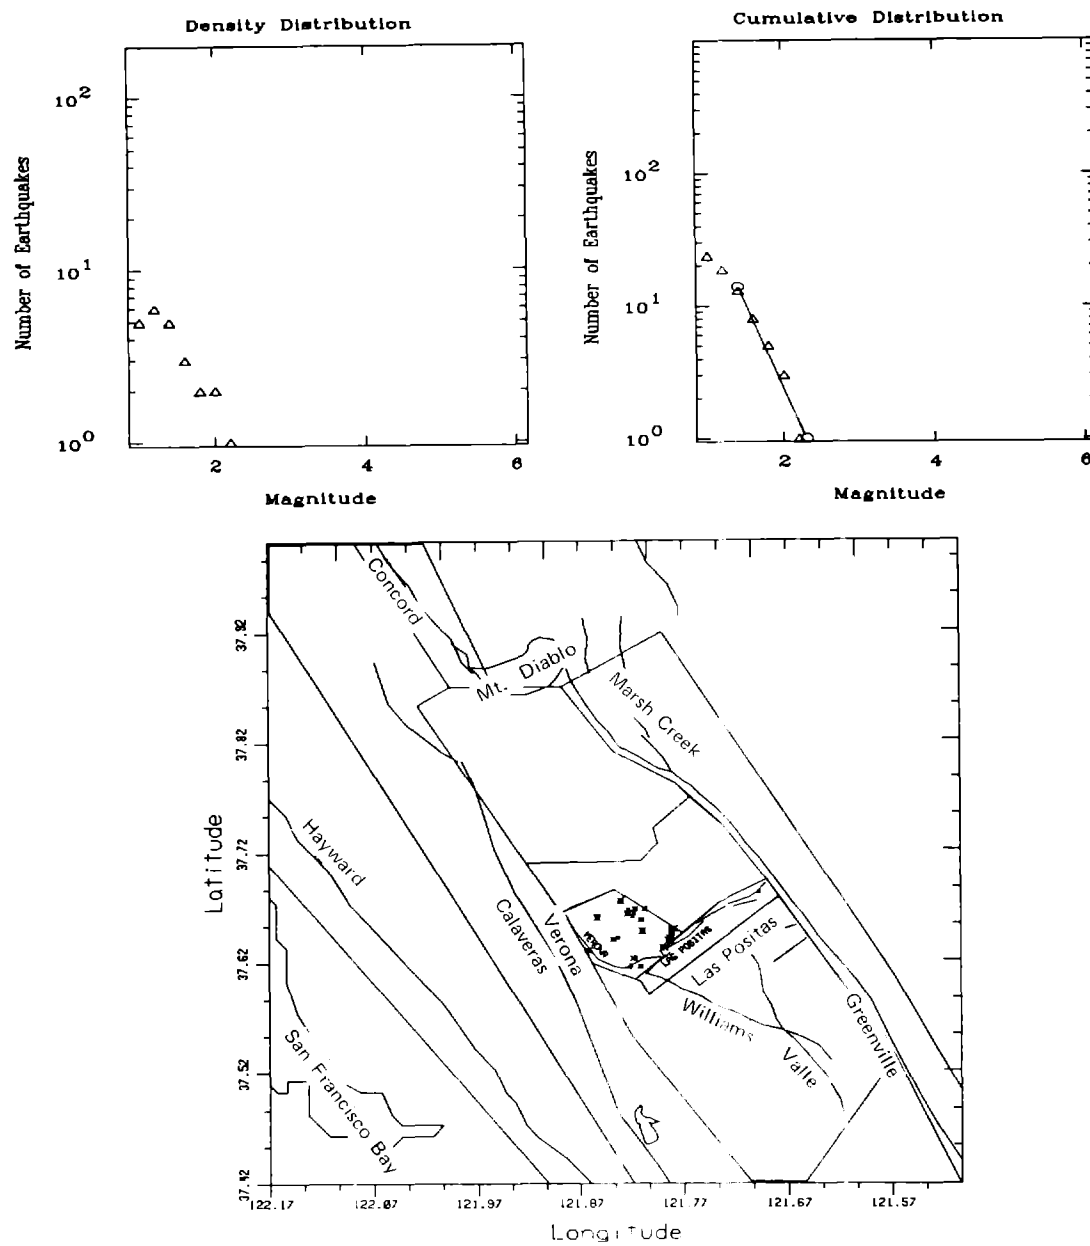 Density Distribution
Number of Earthquakes
10^2
10^1
10^0
2
4
6
Magnitude
Cumulative Distribution
Number of Earthquakes
10^2
10^1
10^0
2
4
6
Magnitude
Latitude
37.92
37.82
37.72
37.62
37.52
37.42
Concord
Mt. Diablo
Marsh Creek
Hayward
Calaveras
Verona
VERONA
LAS POSITAS
Las Positas
Williams
Valle
Greenville
San Francisco Bay
122.17
122.07
121.97
121.87
121.77
121.67
121.57
Longitude